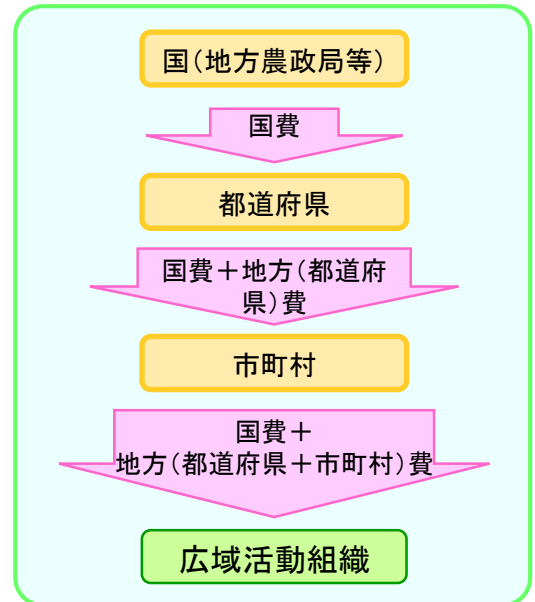 国（地方農政局等）
国費
都道府県
国費＋地方（都道府
県）費
市町村
国費＋
地方（都道府県＋市町村）費
広域活動組織